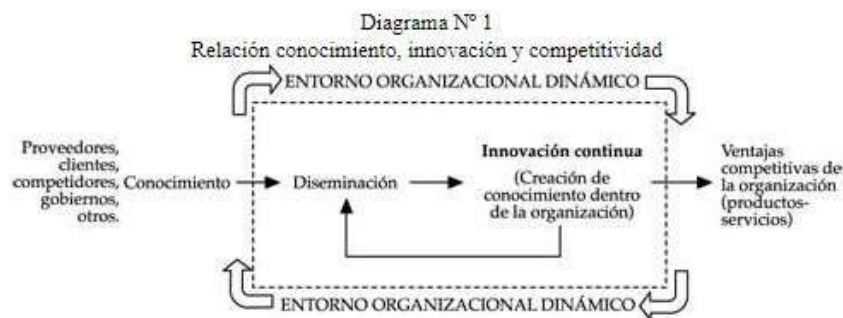 Diagrama Nº 1
Relación conocimiento, innovación y competitividad
ENTORNO ORGANIZACIONAL DINÁMICO
Proveedores,
clientes,
competidores,
gobiernos,
otros.
Conocimiento
Diseminación
Innovación continua
(Creación de
conocimiento dentro
de la organización)
Ventajas
competitivas de
la organización
(productos-
servicios)
ENTORNO ORGANIZACIONAL DINÁMICO